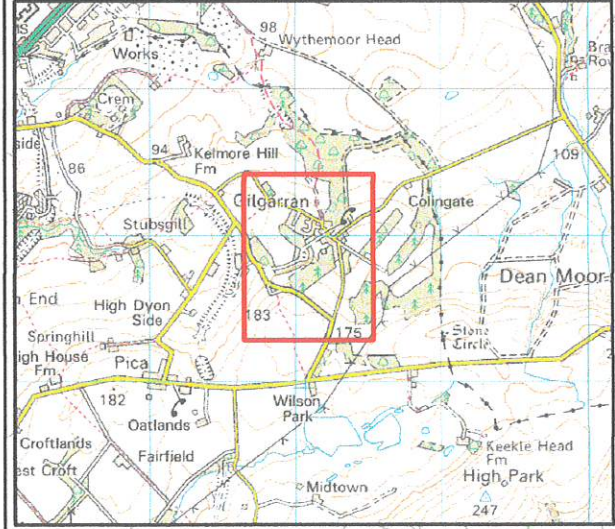 98
Wythemoor Head
Works
Crem
94
Kelmore Hill
Fm
86
109
Gilgarran
Colingate
Stubsgill
Dean Moor
End
High Dyon
Side
183
175
Stone
Circle
Springhill
High House
Fm
Pica
182
Wilson
Park
Oatlands
Croftlands
Fairfield
Keekle Head
Fm
High Park
est Croft
Midtown
247